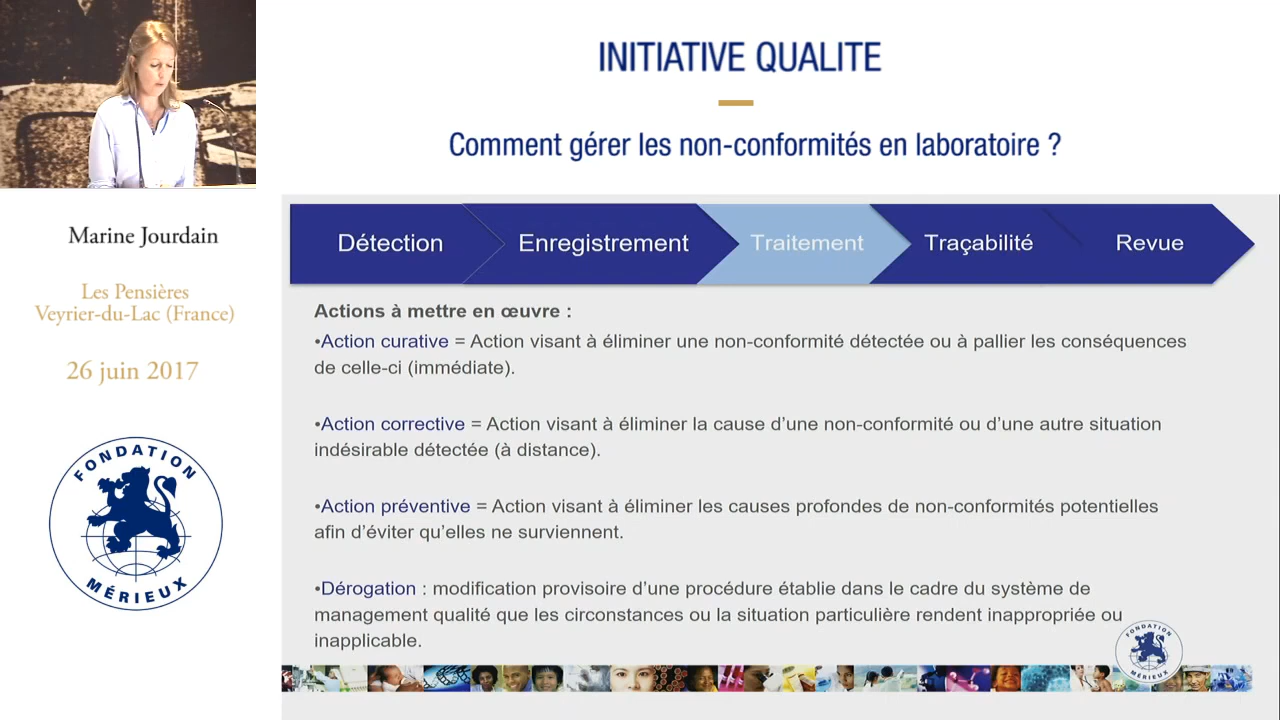 INITIATIVE QUALITE
Comment gérer les non-conformités en laboratoire ?
Marine Jourdain
Les Pensières
Veyrier-du-Lac (France)
26 juin 2017
FONDATION
MÉRIEUX
Détection
Enregistrement
Traitement
Traçabilité
Revue
Actions à mettre en œuvre :
•Action curative = Action visant à éliminer une non-conformité détectée ou à pallier les conséquences
de celle-ci (immédiate).
•Action corrective = Action visant à éliminer la cause d'une non-conformité ou d'une autre situation
indésirable détectée (à distance).
•Action préventive = Action visant à éliminer les causes profondes de non-conformités potentielles
afin d'éviter qu'elles ne surviennent.
•Dérogation : modification provisoire d'une procédure établie dans le cadre du système de
management qualité que les circonstances ou la situation particulière rendent inappropriée ou
inapplicable.
FONDATION
MÉRIEUX